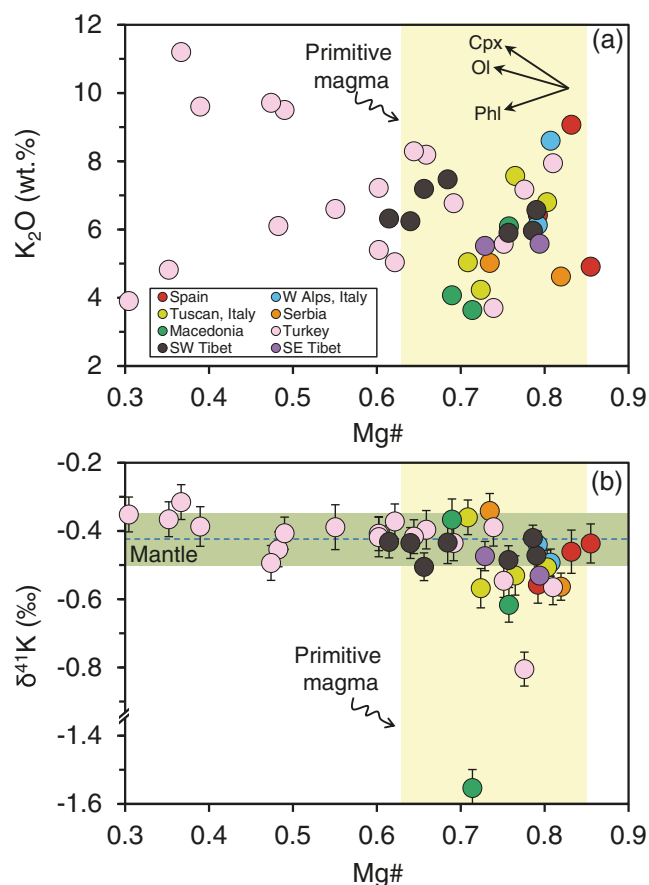 12
10
8
6
4
2
K₂O (wt.%)
(a)
Primitive
magma
Cpx
Ol
Phl
Spain
W Alps, Italy
Tuscan, Italy
Serbia
Macedonia
Turkey
SW Tibet
SE Tibet
0.3 0.4 0.5 0.6 0.7 0.8 0.9
Mg#
-0.2
-0.4
-0.6
-0.8
-1.4
-1.6
δ⁴¹K (‰)
(b)
Mantle
Primitive
magma
0.3 0.4 0.5 0.6 0.7 0.8 0.9
Mg#